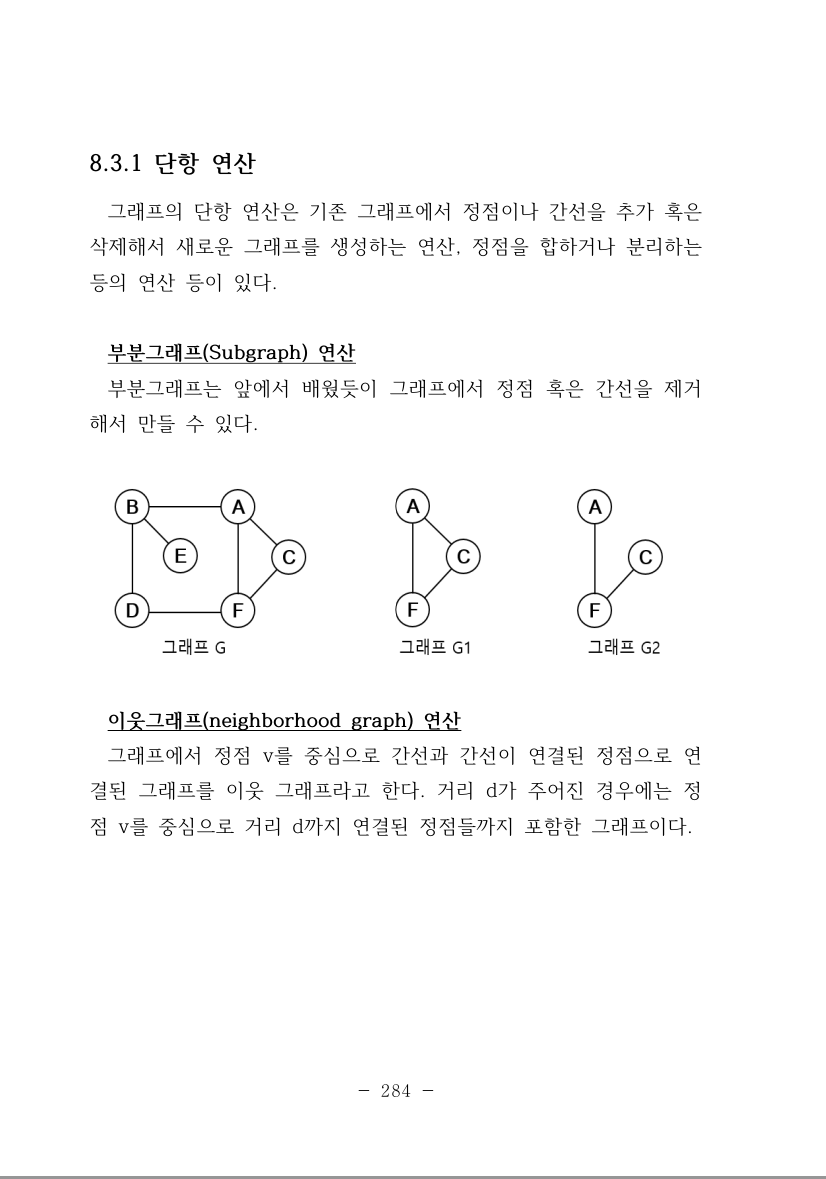 8.3.1 단항 연산
그래프의 단항 연산은 기존 그래프에서 정점이나 간선을 추가 혹은
삭제해서 새로운 그래프를 생성하는 연산, 정점을 합하거나 분리하는
등의 연산 등이 있다.
부분그래프(Subgraph) 연산
부분그래프는 앞에서 배웠듯이 그래프에서 정점 혹은 간선을 제거
해서 만들 수 있다.
B A A A
E C C C
D F F F
그래프 G 그래프 G1 그래프 G2
이웃그래프(neighborhood graph) 연산
그래프에서 정점 v를 중심으로 간선과 간선이 연결된 정점으로 연
결된 그래프를 이웃 그래프라고 한다. 거리 d가 주어진 경우에는 정
점 v를 중심으로 거리 d까지 연결된 정점들까지 포함한 그래프이다.
- 284 -